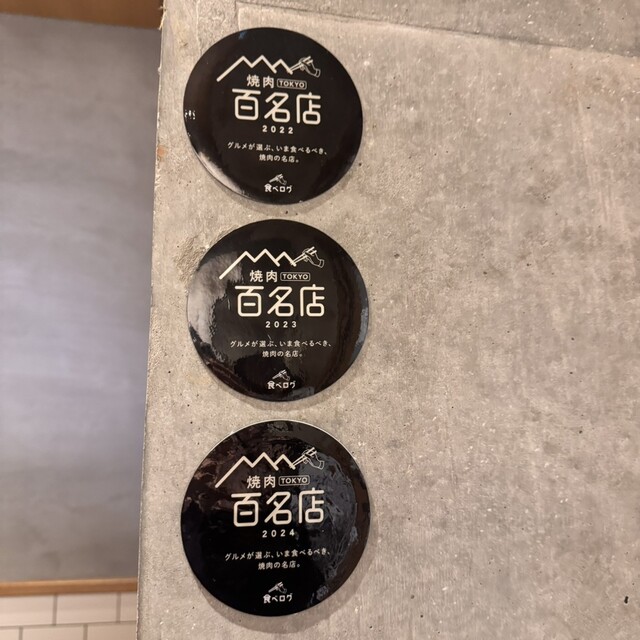 焼肉 TOKYO
百名店
2022
グルメが選ぶ、いま食べるべき、
焼肉の名店。
食べログ
焼肉 TOKYO
百名店
2023
グルメが選ぶ、いま食べるべき、
焼肉の名店。
食べログ
焼肉 TOKYO
百名店
2024
グルメが選ぶ、いま食べるべき、
焼肉の名店。
食べログ